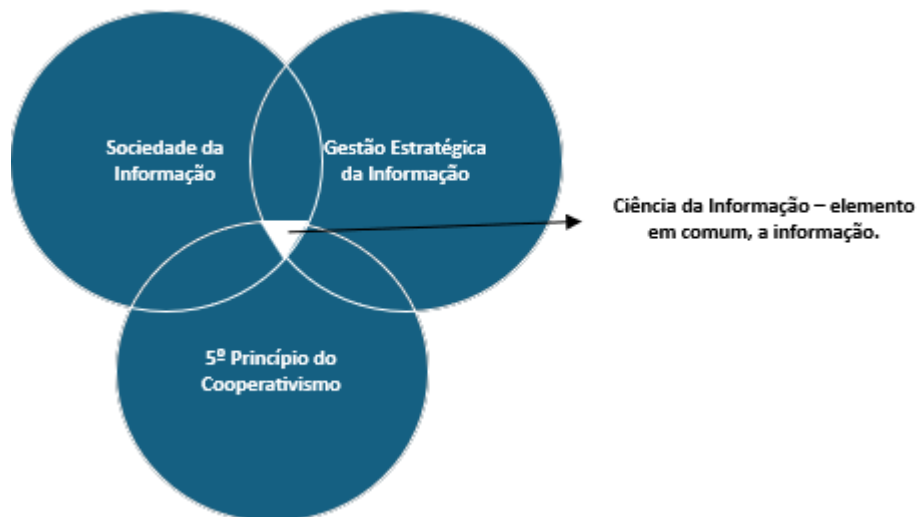 Sociedade da
Informação
Gestão Estratégica
da Informação
Ciência da Informação – elemento
em comum, a informação.
5º Princípio do
Cooperativismo